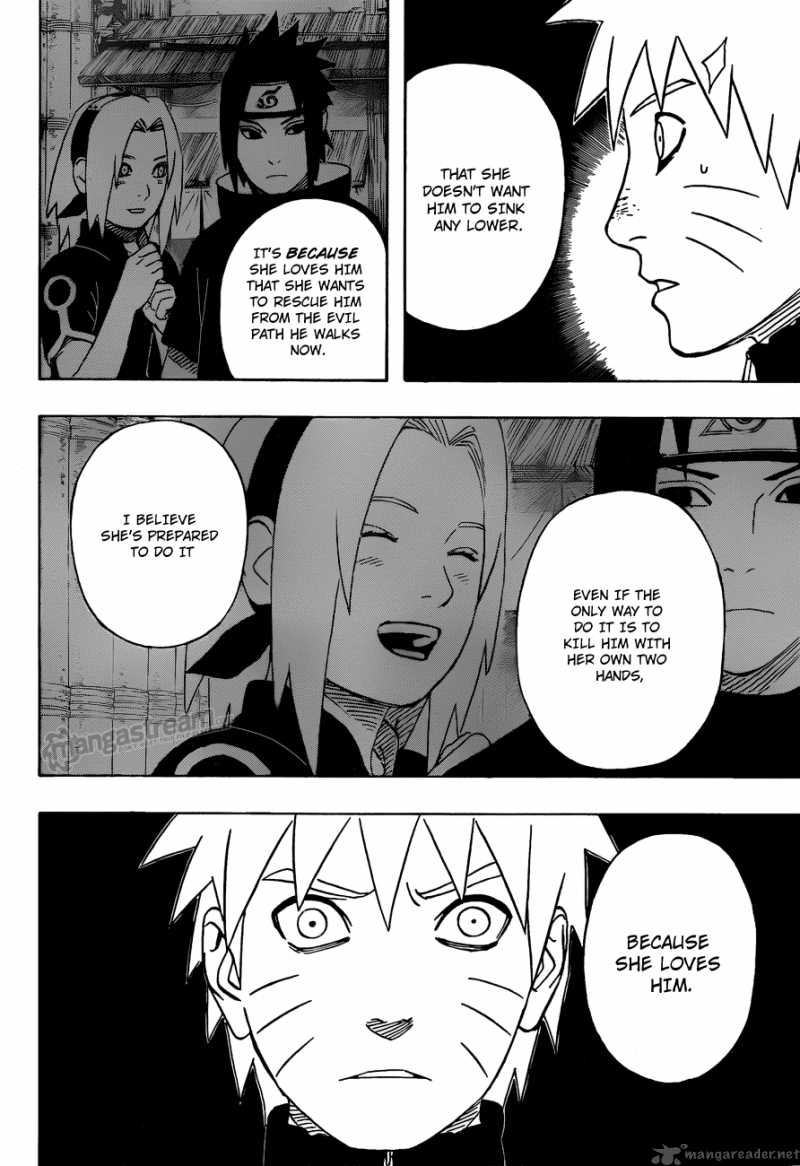 THAT SHE
DOESN'T WANT
HIM TO SINK
ANY LOWER.
IT'S BECAUSE
SHE LOVES HIM
THAT SHE WANTS
TO RESCUE HIM
FROM THE EVIL
PATH HE WALKS
NOW.
EVEN IF THE
ONLY WAY TO
DO IT IS TO
KILL HIM WITH
HER OWN TWO
HANDS,
I BELIEVE
SHE'S PREPARED
TO DO IT
mangastream
BECAUSE
SHE LOVES
HIM.
mangareader.net